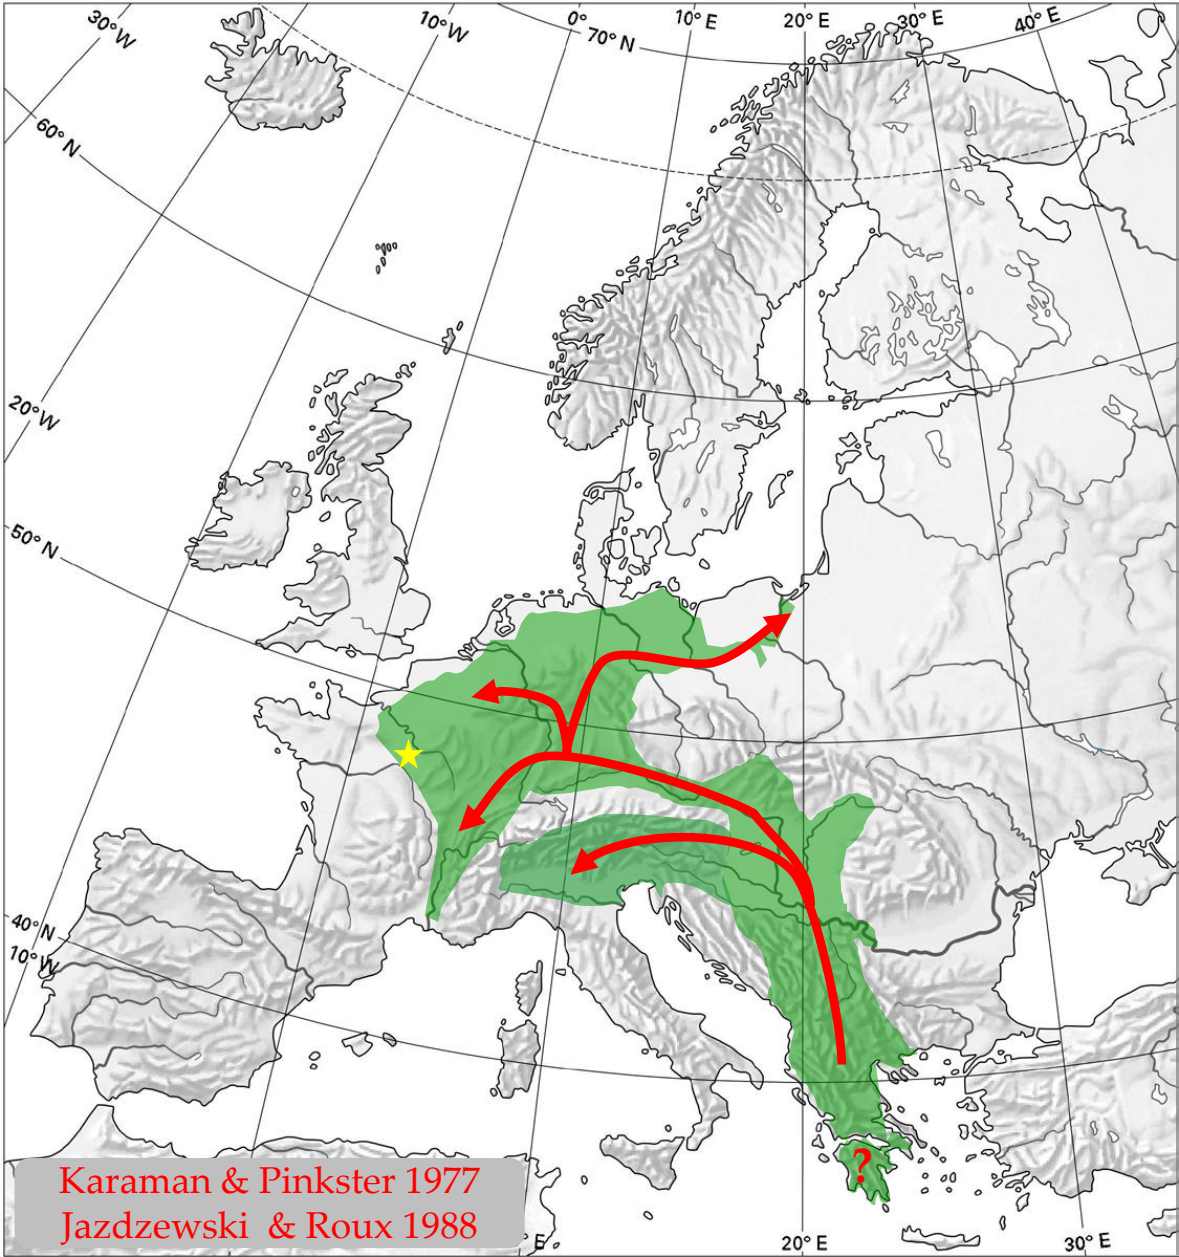 30° W
10° W
0°
70° N
10° E
20° E
30° E
40° E
60° N
20° W
50° N
40° N
10° W
?
Karaman & Pinkster 1977
Jazdzewski & Roux 1988
° E
20° E
30° E